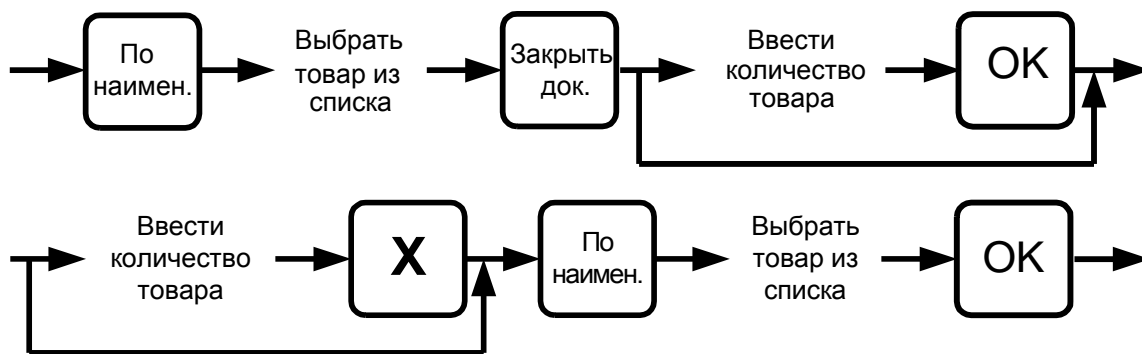 По
наимен.
Выбрать
товар из
списка
Закрыть
док.
Ввести
количество
товара
OK
Ввести
количество
товара
X
По
наимен.
Выбрать
товар из
списка
OK